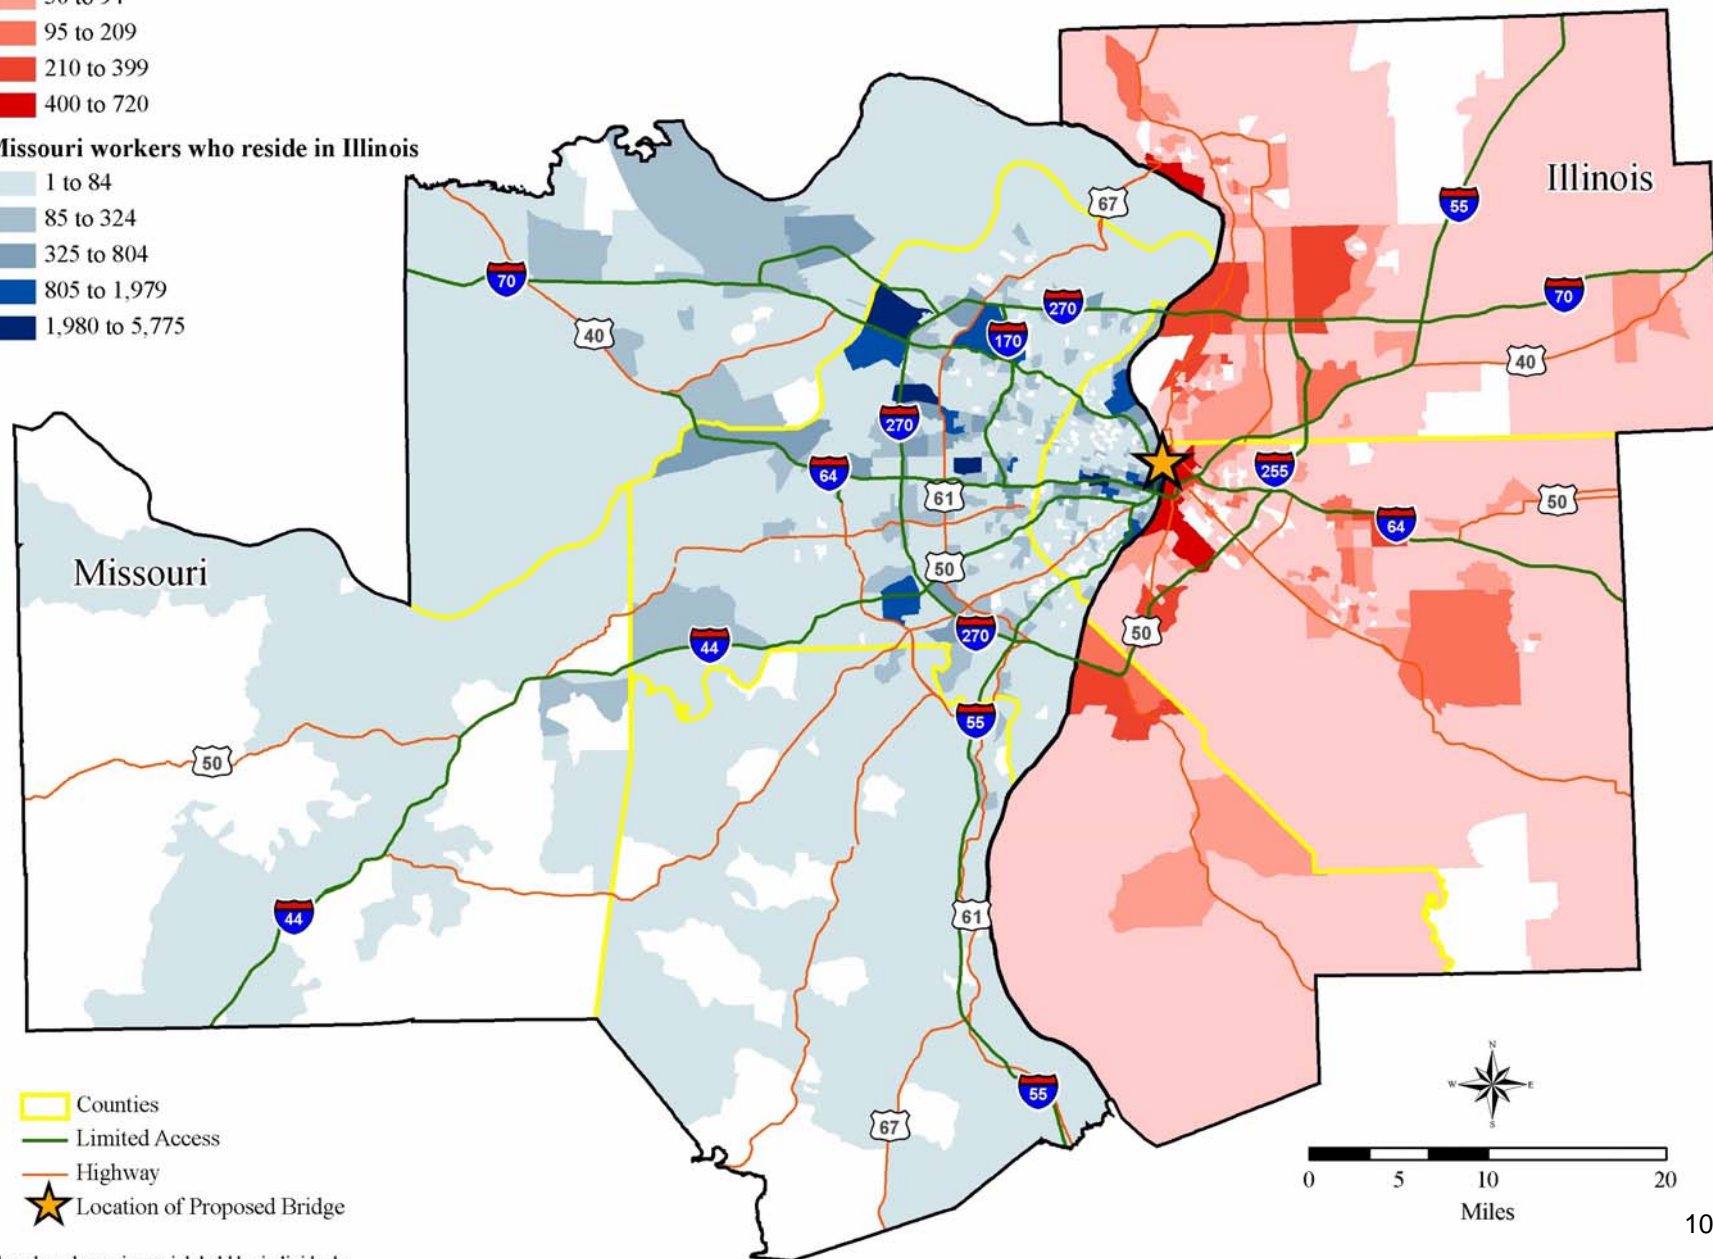 95 to 209
210 to 399
400 to 720
Missouri workers who reside in Illinois
1 to 84
85 to 324
325 to 804
805 to 1,979
1,980 to 5,775
Illinois
67
55
70
270
70
40
170
40
270
64
255
61
50
64
50
Missouri
50
270
44
55
50
61
44
55
67
Counties
Limited Access
Highway
Location of Proposed Bridge
N
W E
S
0 5 10 20
Miles
10